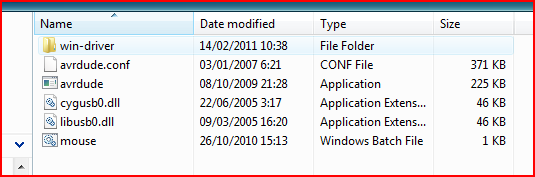 Name Date modified Type Size
win-driver 14/02/2011 10:38 File Folder
avrdude.conf 03/01/2007 6:21 CONF File 371 KB
avrdude 08/10/2009 21:28 Application 225 KB
cygusb0.dll 22/06/2005 3:17 Application Extens... 46 KB
libusb0.dll 09/03/2005 16:20 Application Extens... 46 KB
mouse 26/10/2010 15:13 Windows Batch File 1 KB